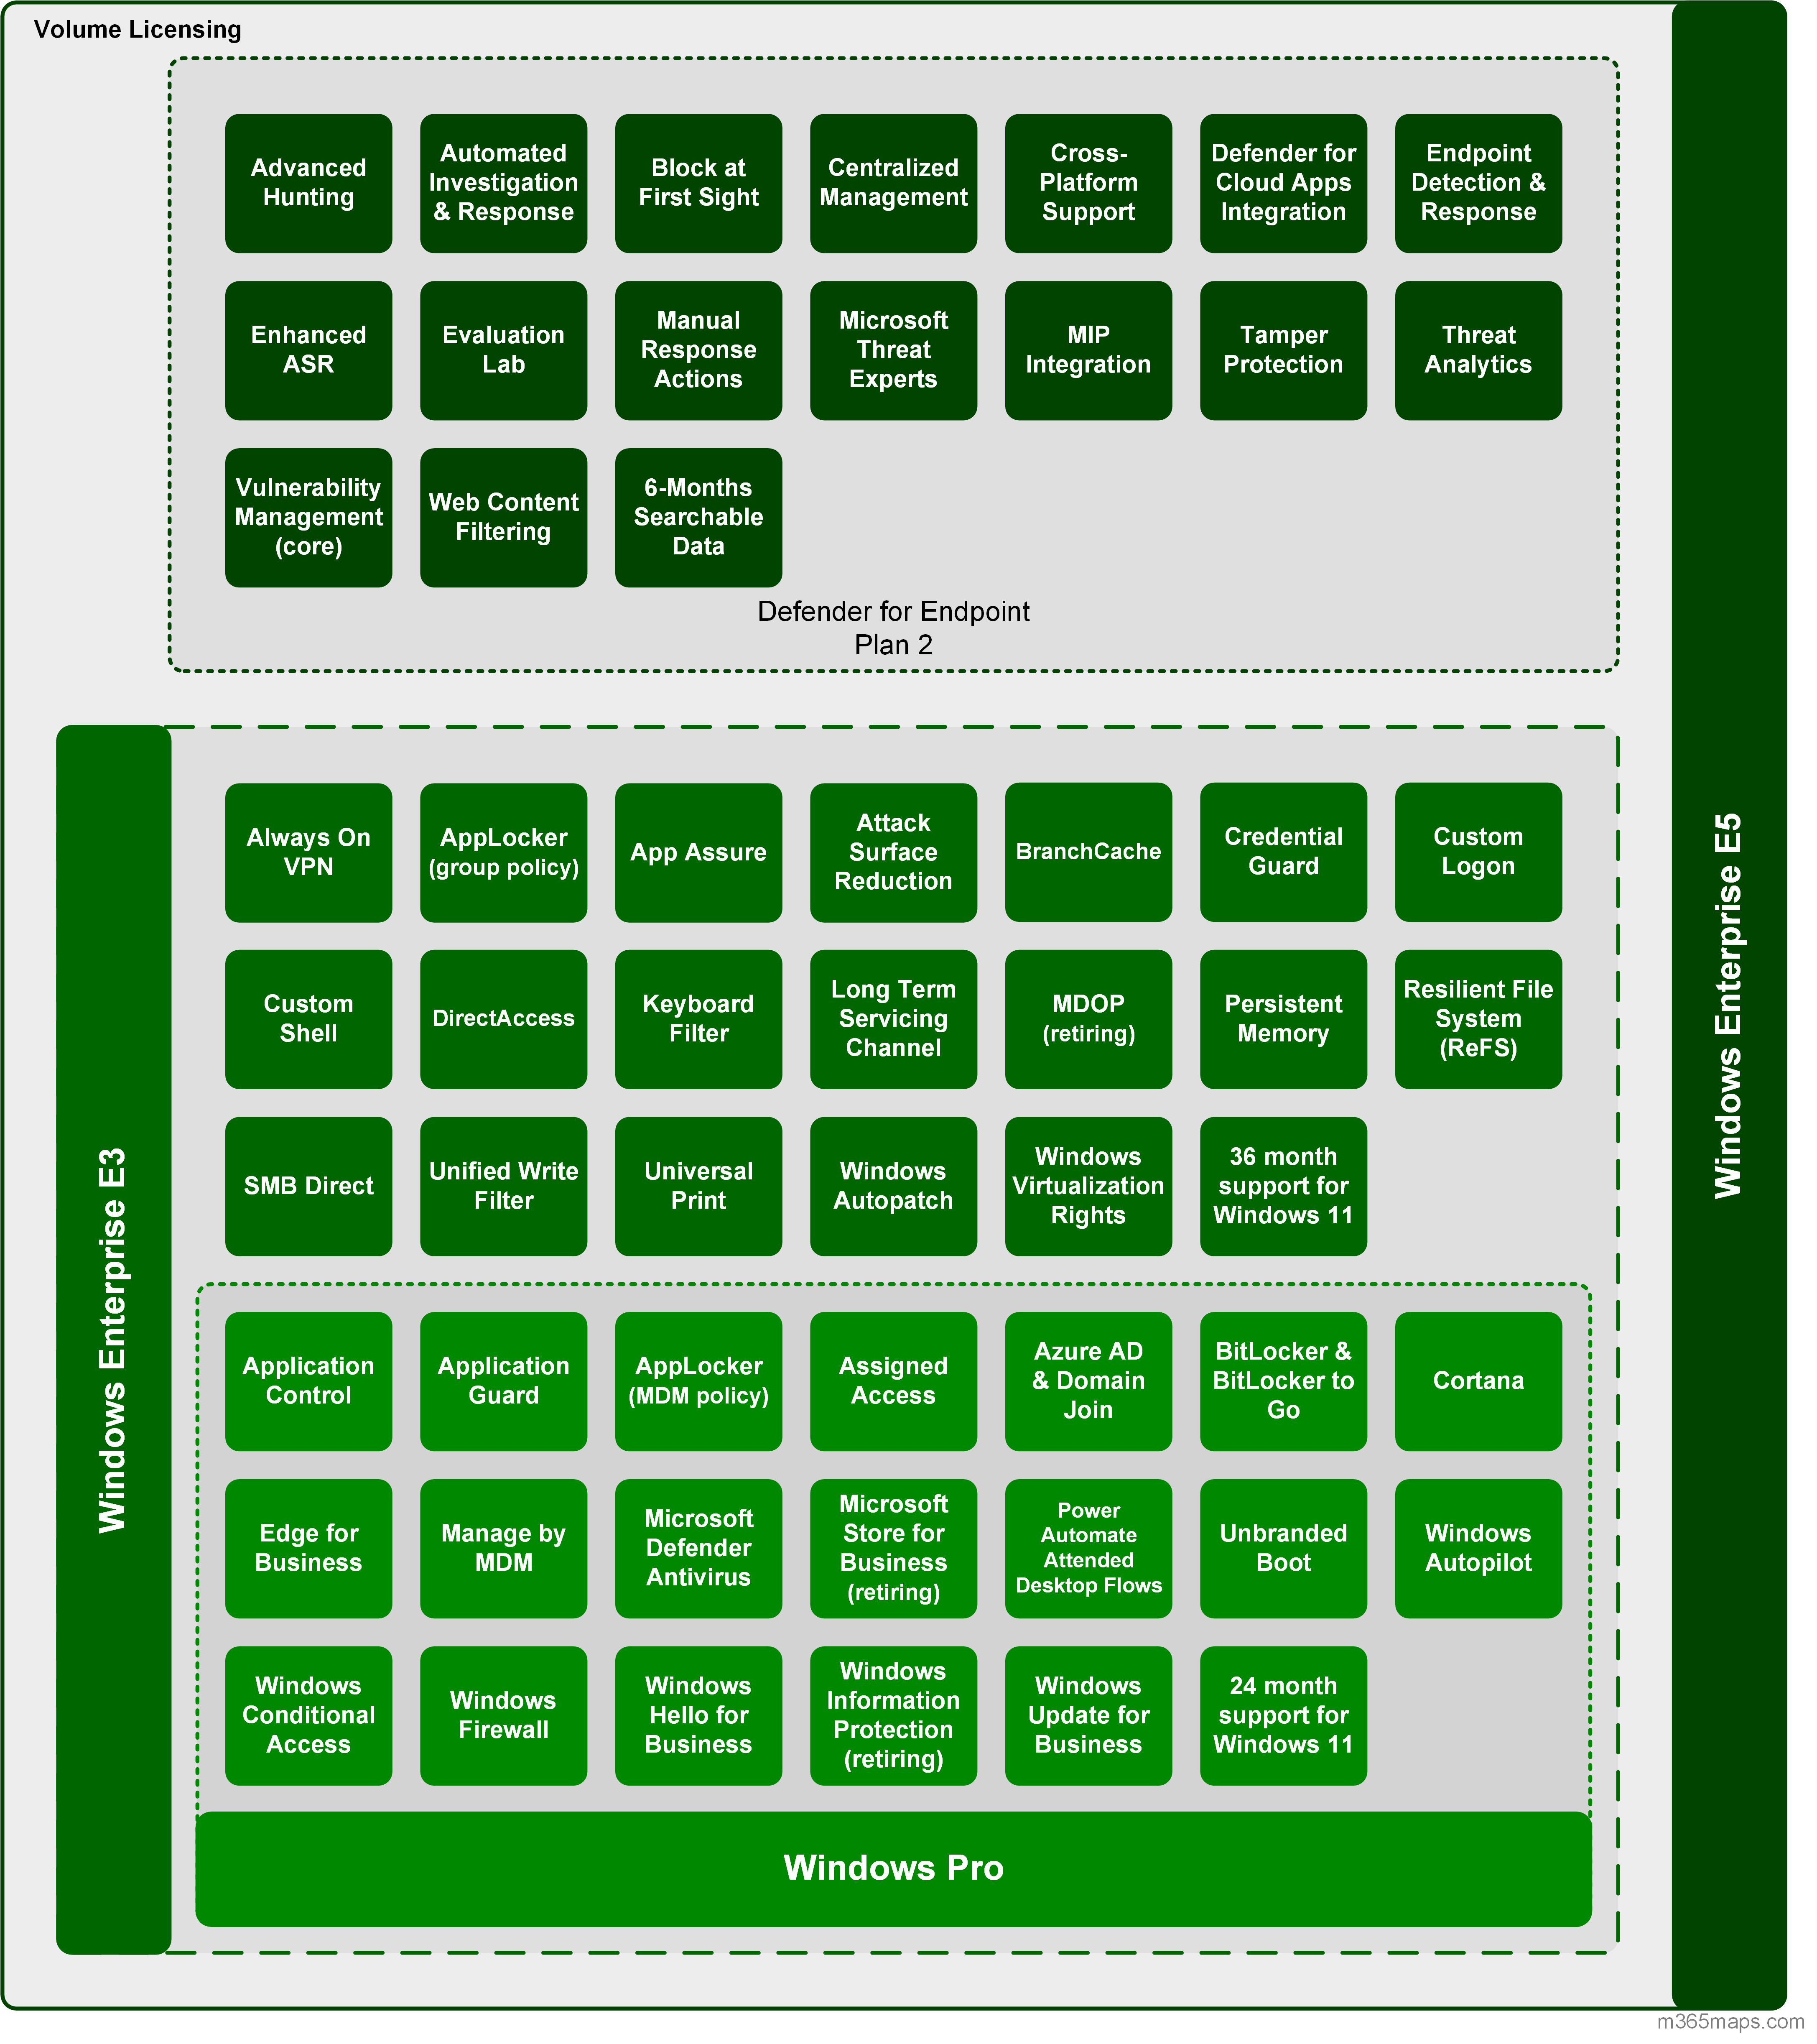 Volume Licensing
Advanced
Hunting
Automated
Investigation
& Response
Block at
First Sight
Centralized
Management
Cross-
Platform
Support
Defender for
Cloud Apps
Integration
Endpoint
Detection &
Response
Enhanced
ASR
Evaluation
Lab
Manual
Response
Actions
Microsoft
Threat
Experts
MIP
Integration
Tamper
Protection
Threat
Analytics
Vulnerability
Management
(core)
Web Content
Filtering
6-Months
Searchable
Data
Defender for Endpoint
Plan 2
Windows Enterprise E5
Windows Enterprise E3
Always On
VPN
AppLocker
(group policy)
App Assure
Attack
Surface
Reduction
BranchCache
Credential
Guard
Custom
Logon
Custom
Shell
DirectAccess
Keyboard
Filter
Long Term
Servicing
Channel
MDOP
(retiring)
Persistent
Memory
Resilient File
System
(ReFS)
SMB Direct
Unified Write
Filter
Universal
Print
Windows
Autopatch
Windows
Virtualization
Rights
36 month
support for
Windows 11
Application
Control
Application
Guard
AppLocker
(MDM policy)
Assigned
Access
Azure AD
& Domain
Join
BitLocker &
BitLocker to
Go
Cortana
Edge for
Business
Manage by
MDM
Microsoft
Defender
Antivirus
Microsoft
Store for
Business
(retiring)
Power
Automate
Attended
Desktop Flows
Unbranded
Boot
Windows
Autopilot
Windows
Conditional
Access
Windows
Firewall
Windows
Hello for
Business
Windows
Information
Protection
(retiring)
Windows
Update for
Business
24 month
support for
Windows 11
Windows Pro
m365maps.com